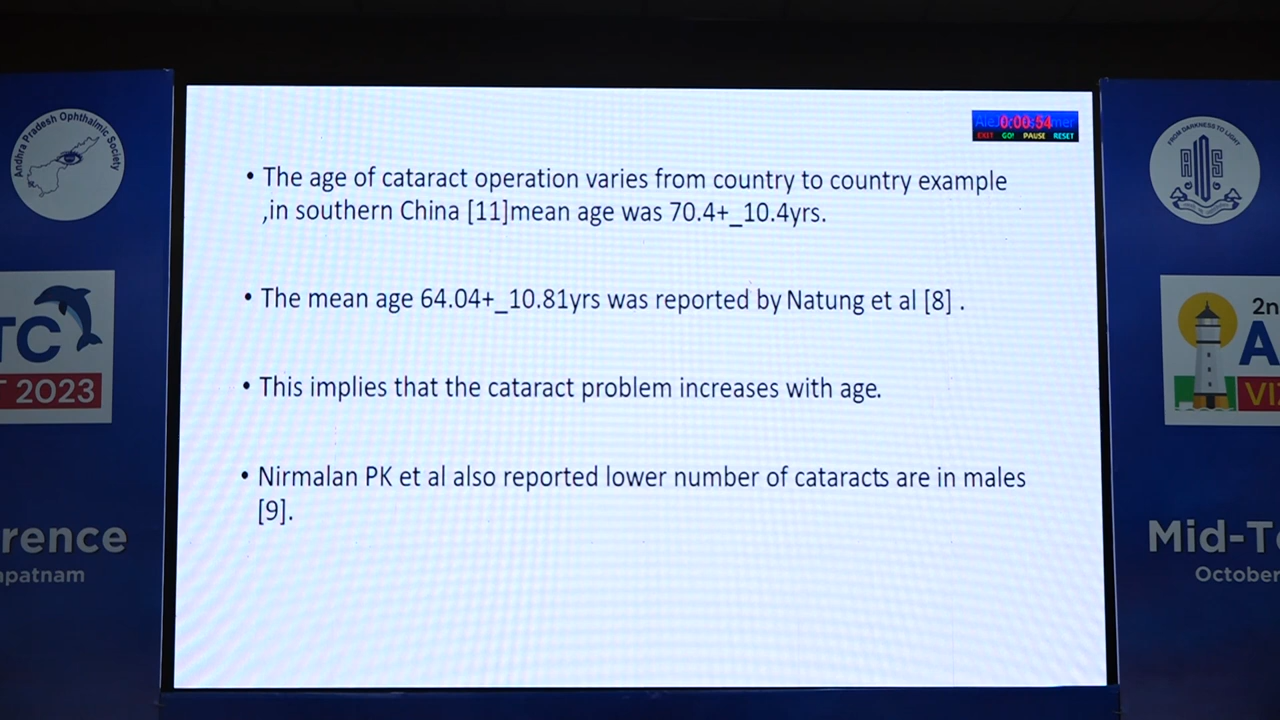 Andhra Pradesh Ophthalmic Society
TC
T 2023
rence
apatnam
0:00:54
EXIT GO! PAUSE RESET
• The age of cataract operation varies from country to country example
,in southern China [11]mean age was 70.4+_10.4yrs.
• The mean age 64.04+_10.81yrs was reported by Natung et al [8] .
• This implies that the cataract problem increases with age.
• Nirmalan PK et al also reported lower number of cataracts are in males
[9].
FROM DARKNESS TO LIGHT
2n
A
VIZ
Mid-T
October